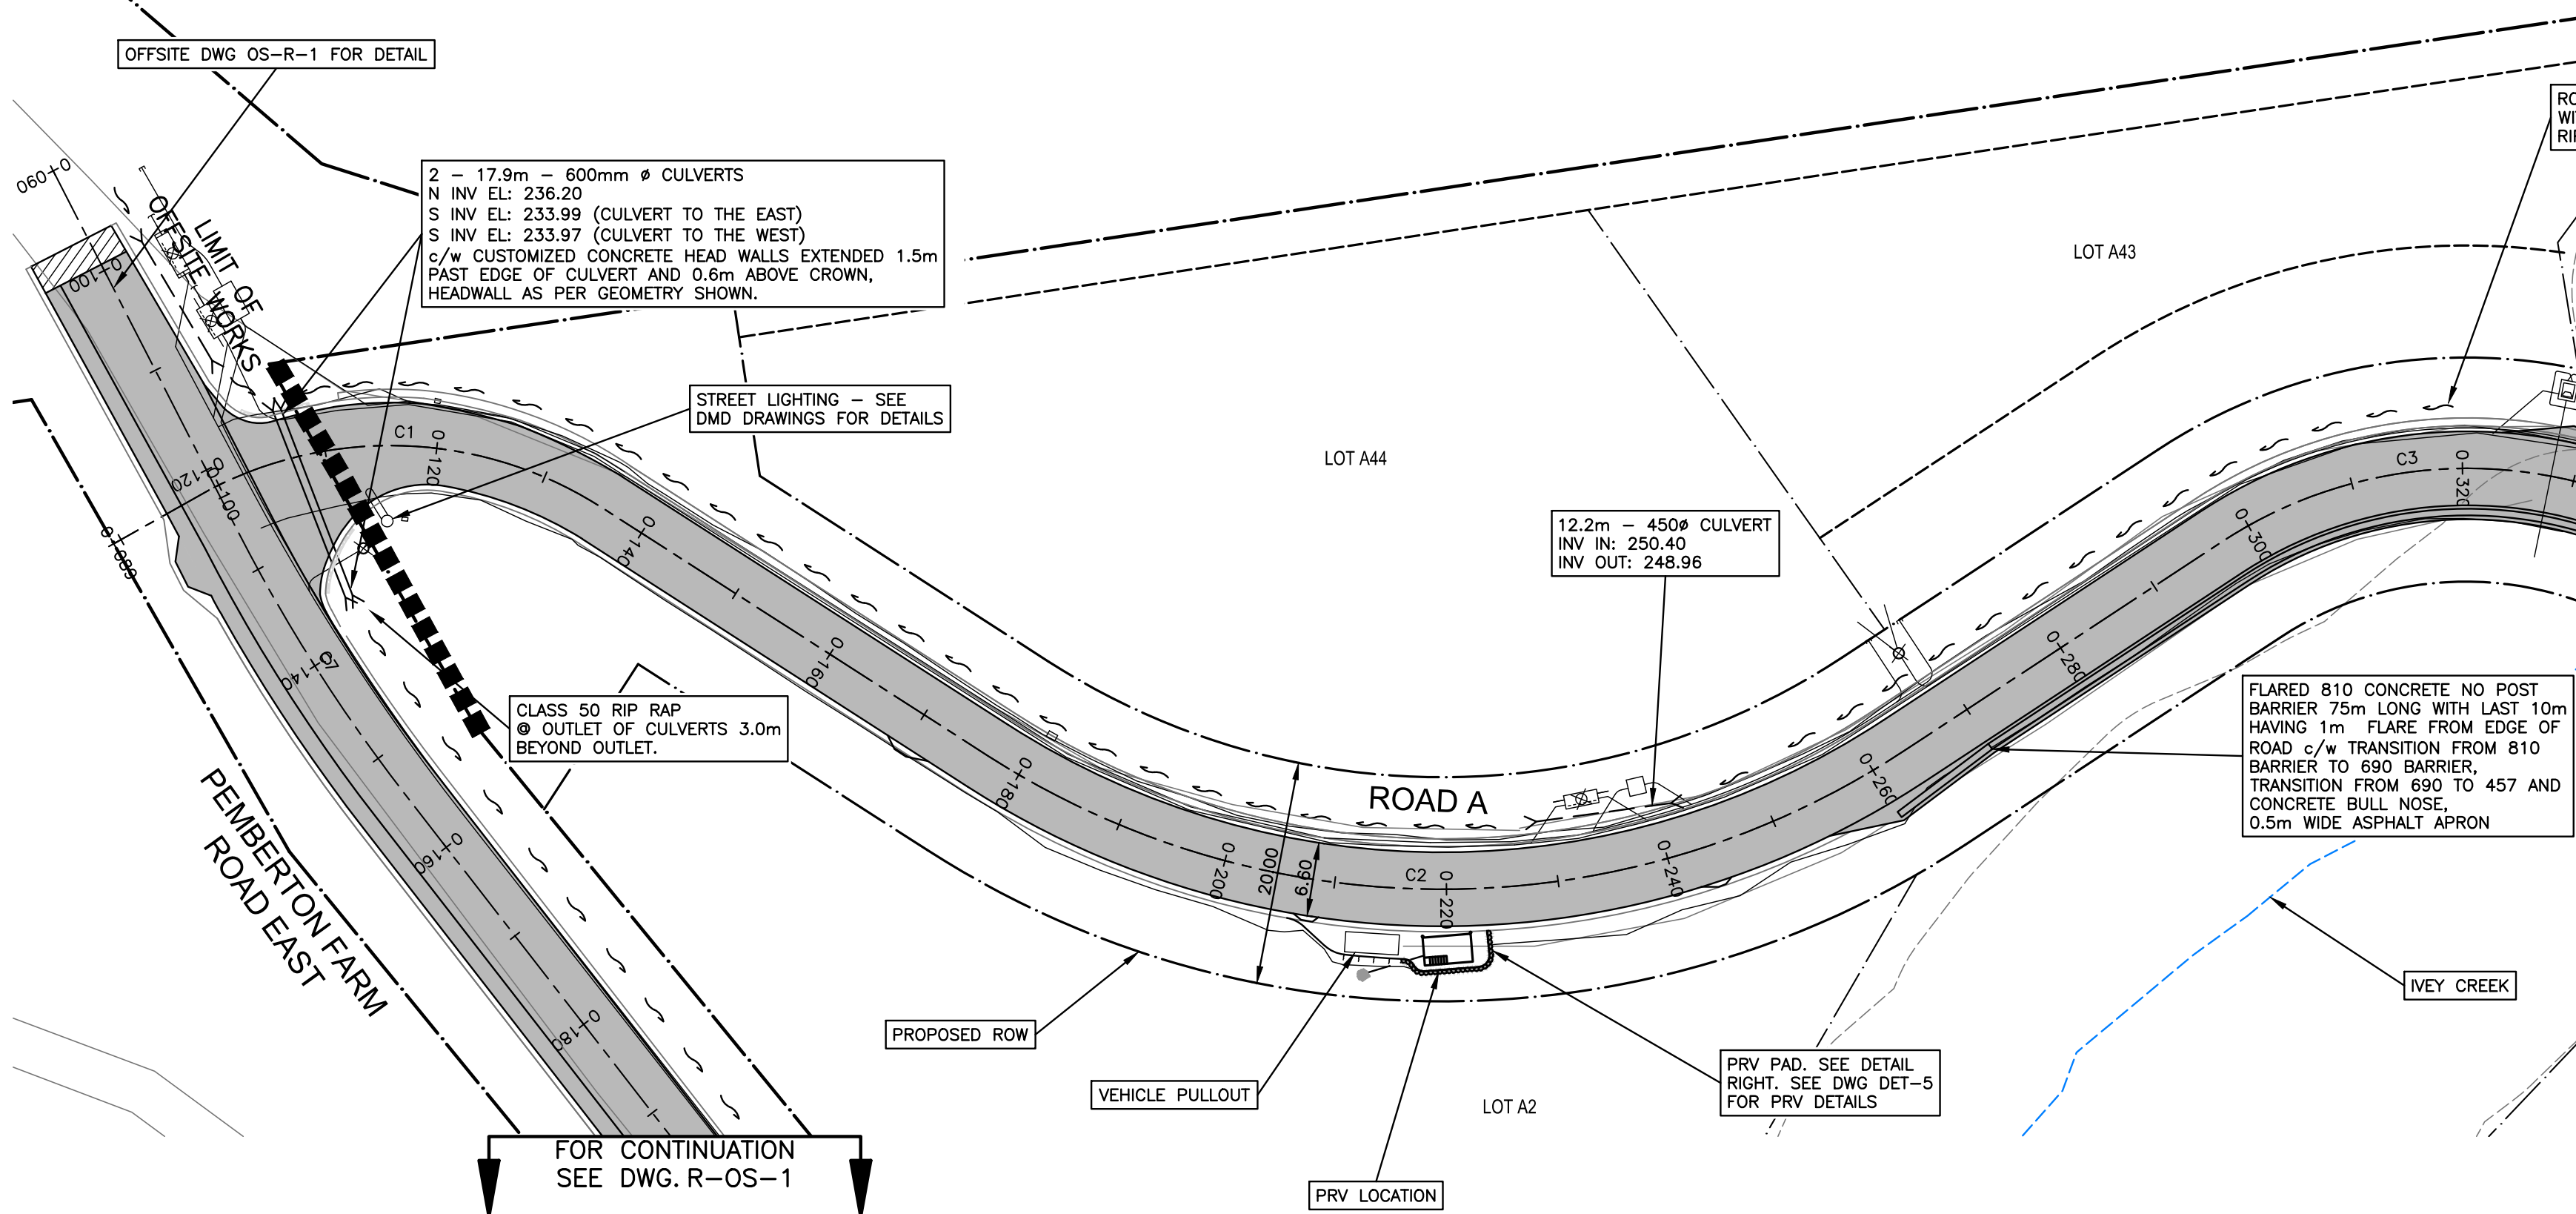 OFFSITE DWG OS-R-1 FOR DETAIL
RO
WI
RI
2 - 17.9m - 600mm ø CULVERTS
N INV EL: 236.20
S INV EL: 233.99 (CULVERT TO THE EAST)
S INV EL: 233.97 (CULVERT TO THE WEST)
c/w CUSTOMIZED CONCRETE HEAD WALLS EXTENDED 1.5m
PAST EDGE OF CULVERT AND 0.6m ABOVE CROWN,
HEADWALL AS PER GEOMETRY SHOWN.
LIMIT OF
OFFSITE WORKS
0+090
0+100
0+120
0+100
0+089
0+140
C7
0+160
0+180
LOT A43
STREET LIGHTING - SEE
DMD DRAWINGS FOR DETAILS
C1
0+120
0+140
0+160
0+180
0+200
LOT A44
C3
0+320
0+300
0+280
0+260
0+240
12.2m - 450ø CULVERT
INV IN: 250.40
INV OUT: 248.96
CLASS 50 RIP RAP
@ OUTLET OF CULVERTS 3.0m
BEYOND OUTLET.
FLARED 810 CONCRETE NO POST
BARRIER 75m LONG WITH LAST 10m
HAVING 1m FLARE FROM EDGE OF
ROAD c/w TRANSITION FROM 810
BARRIER TO 690 BARRIER,
TRANSITION FROM 690 TO 457 AND
CONCRETE BULL NOSE,
0.5m WIDE ASPHALT APRON
ROAD A
20.00
6.60
C2
0+220
PEMBERTON FARM
ROAD EAST
IVEY CREEK
PROPOSED ROW
VEHICLE PULLOUT
PRV PAD. SEE DETAIL
RIGHT. SEE DWG DET-5
FOR PRV DETAILS
LOT A2
FOR CONTINUATION
SEE DWG. R-OS-1
PRV LOCATION